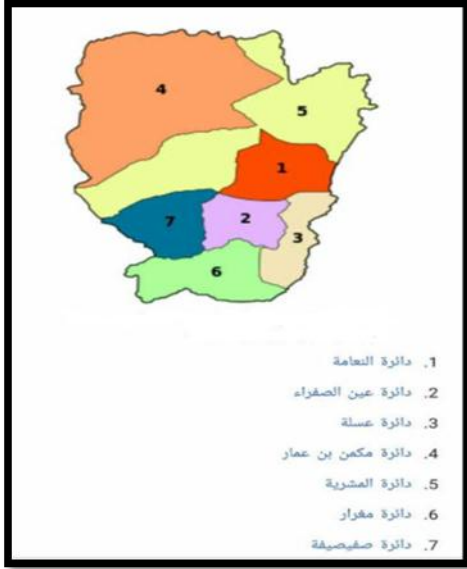 4
5
1
2
3
7
6
1. دائرة النعامة
2. دائرة عين الصفراء
3. دائرة عسلة
4. دائرة مكمن بن عمار
5. دائرة المشرية
6. دائرة مغرار
7. دائرة صفيصيفة